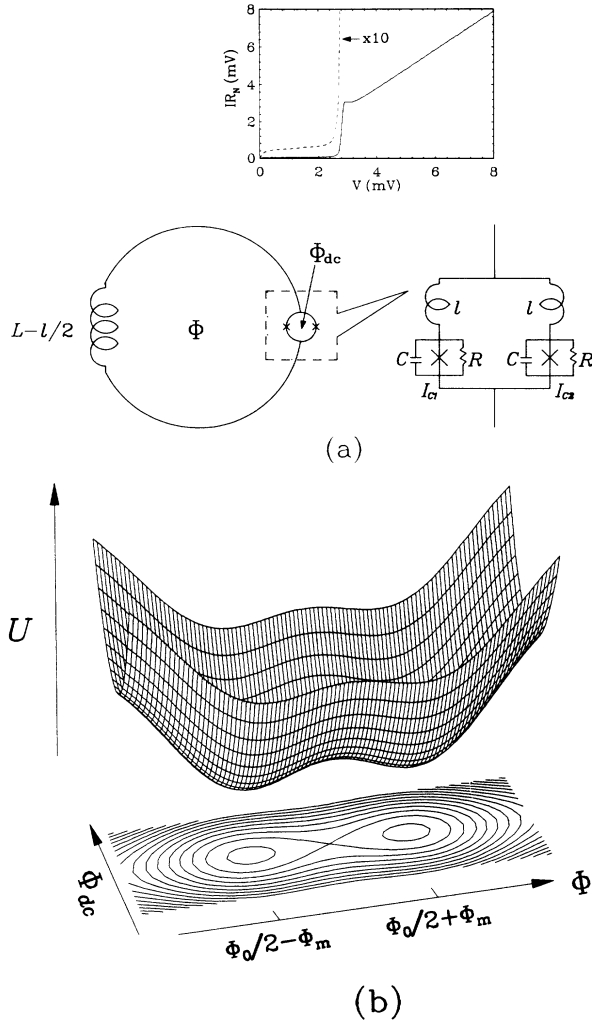 8
6
4
2
0
IR_N (mV)
x10
0 2 4 6 8
V (mV)
Φ_dc
L−l/2
Φ
l l
C R C R
I_C1 I_C2
(a)
U
Φ_dc
Φ
Φ_0/2−Φ_m
Φ_0/2+Φ_m
(b)